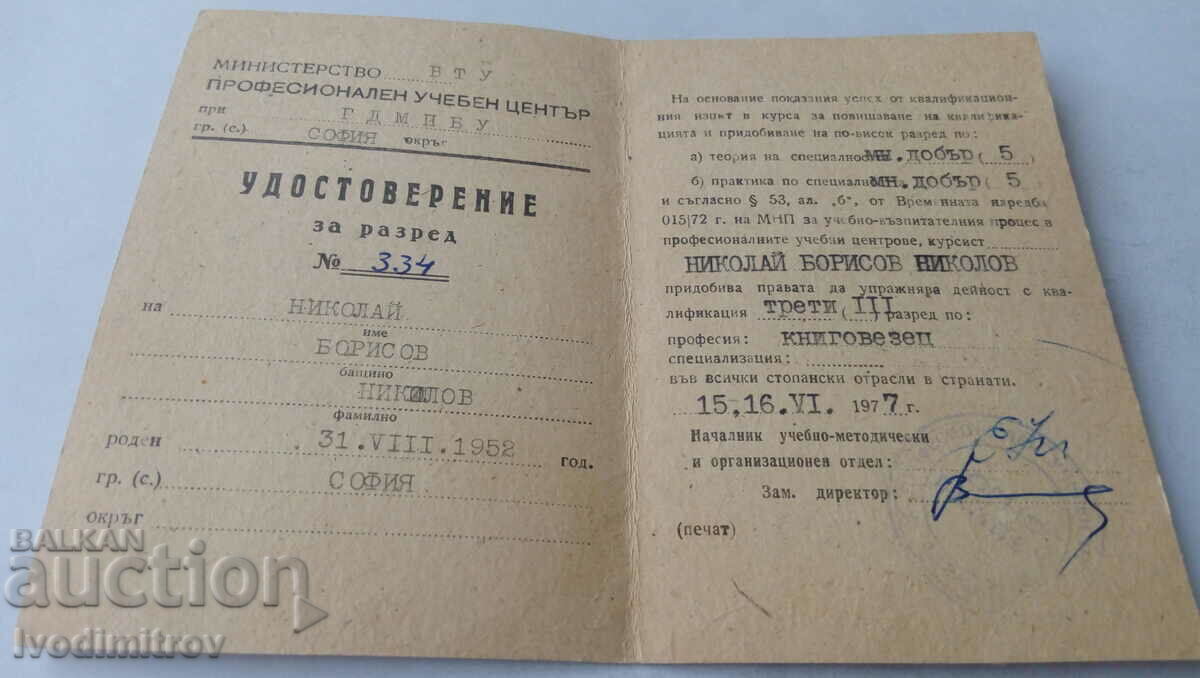 МИНИСТЕРСТВО ВТУ
ПРОФЕСИОНАЛЕН УЧЕБЕН ЦЕНТЪР
при ГДМПБУ
гр. (с.) СОФИЯ окръг
УДОСТОВЕРЕНИЕ
за разред
№ 334
на НИКОЛАЙ
име
БОРИСОВ
бащино
НИКОЛОВ
фамилно
роден 31.VIII.1952 год.
гр. (с.) СОФИЯ
окръг
На основание показания успех от квалификацион-
ния изпит в курса за повишаване на квалифика-
цията и придобиване на по-висок разред по:
а) теория на специалност мн.добър ( 5 )
б) практика по специално мн.добър ( 5
и съгласно § 53, ал. „б", от Временната наредба
015/72 г. на МНП за учебно-възпитателния процес в
професионалните учебни центрове, курсист
НИКОЛАЙ БОРИСОВ НИКОЛОВ
придобива правата да упражнява дейност с ква-
лификация трети (III) разред по:
професия: книговезец
специализация:
във всички стопански отрасли в страната.
15,16.VI. 1977 г.
Началник учебно-методически
и организационен отдел:
Зам. директор:
(печат)
BALKAN
auction
Ivodimitrov